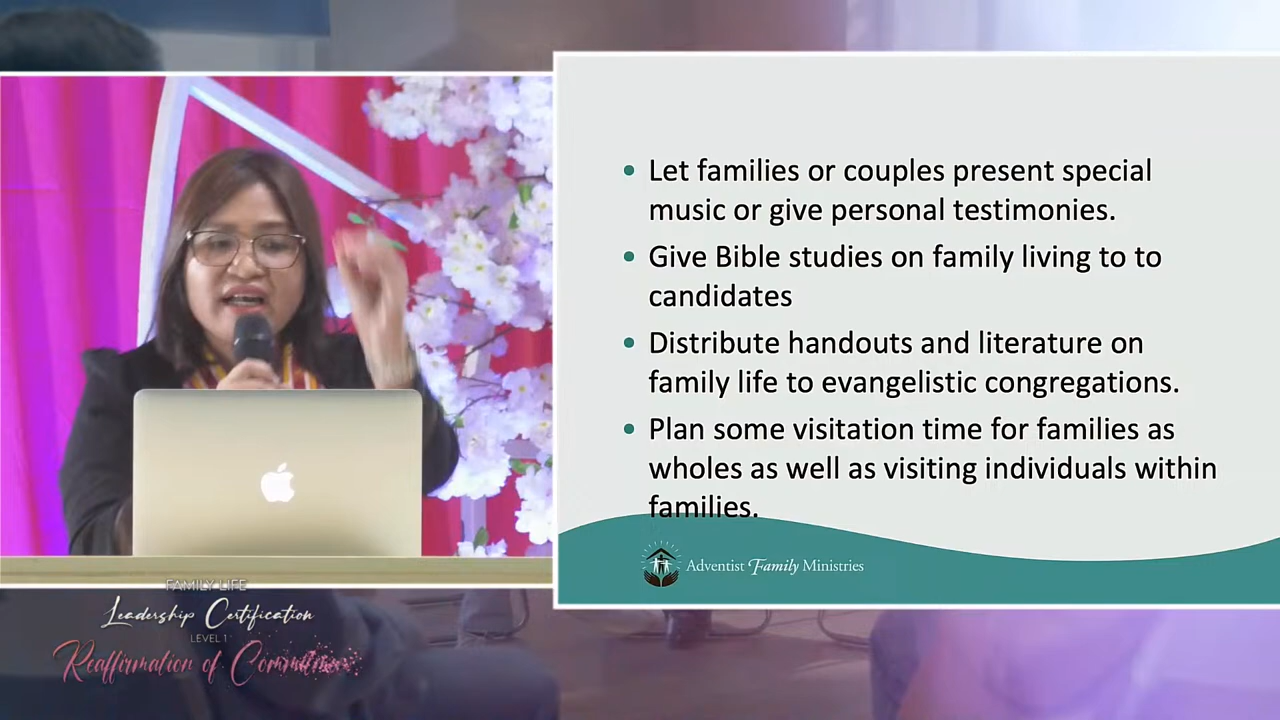 Let families or couples present special
music or give personal testimonies.
Give Bible studies on family living to to
candidates
Distribute handouts and literature on
family life to evangelistic congregations.
Plan some visitation time for families as
wholes as well as visiting individuals within
families.
Adventist Family Ministries
FAMILY LIFE
Leadership Certification
LEVEL 1
Reaffirmation of Commitment